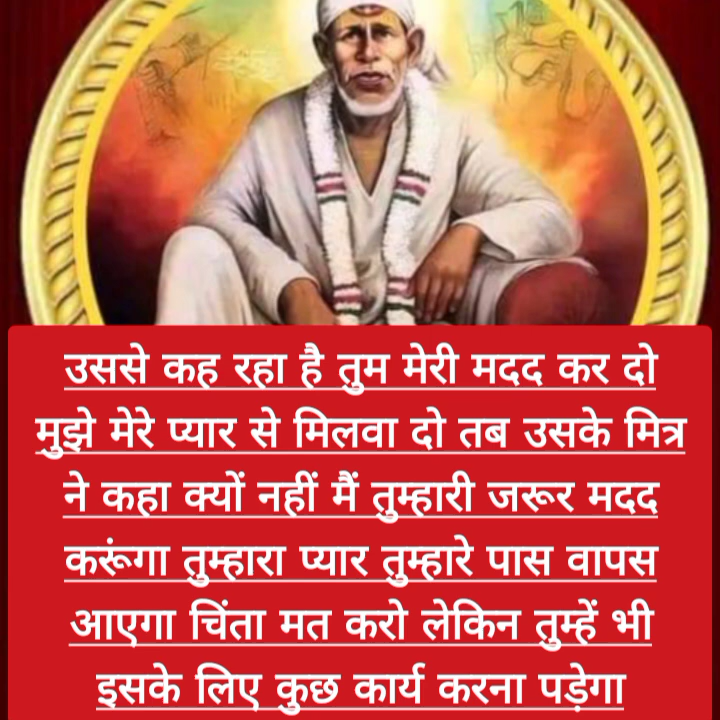 उससे कह रहा है तुम मेरी मदद कर दो
मुझे मेरे प्यार से मिलवा दो तब उसके मित्र
ने कहा क्यों नहीं मैं तुम्हारी जरूर मदद
करूंगा तुम्हारा प्यार तुम्हारे पास वापस
आएगा चिंता मत करो लेकिन तुम्हें भी
इसके लिए कुछ कार्य करना पड़ेगा